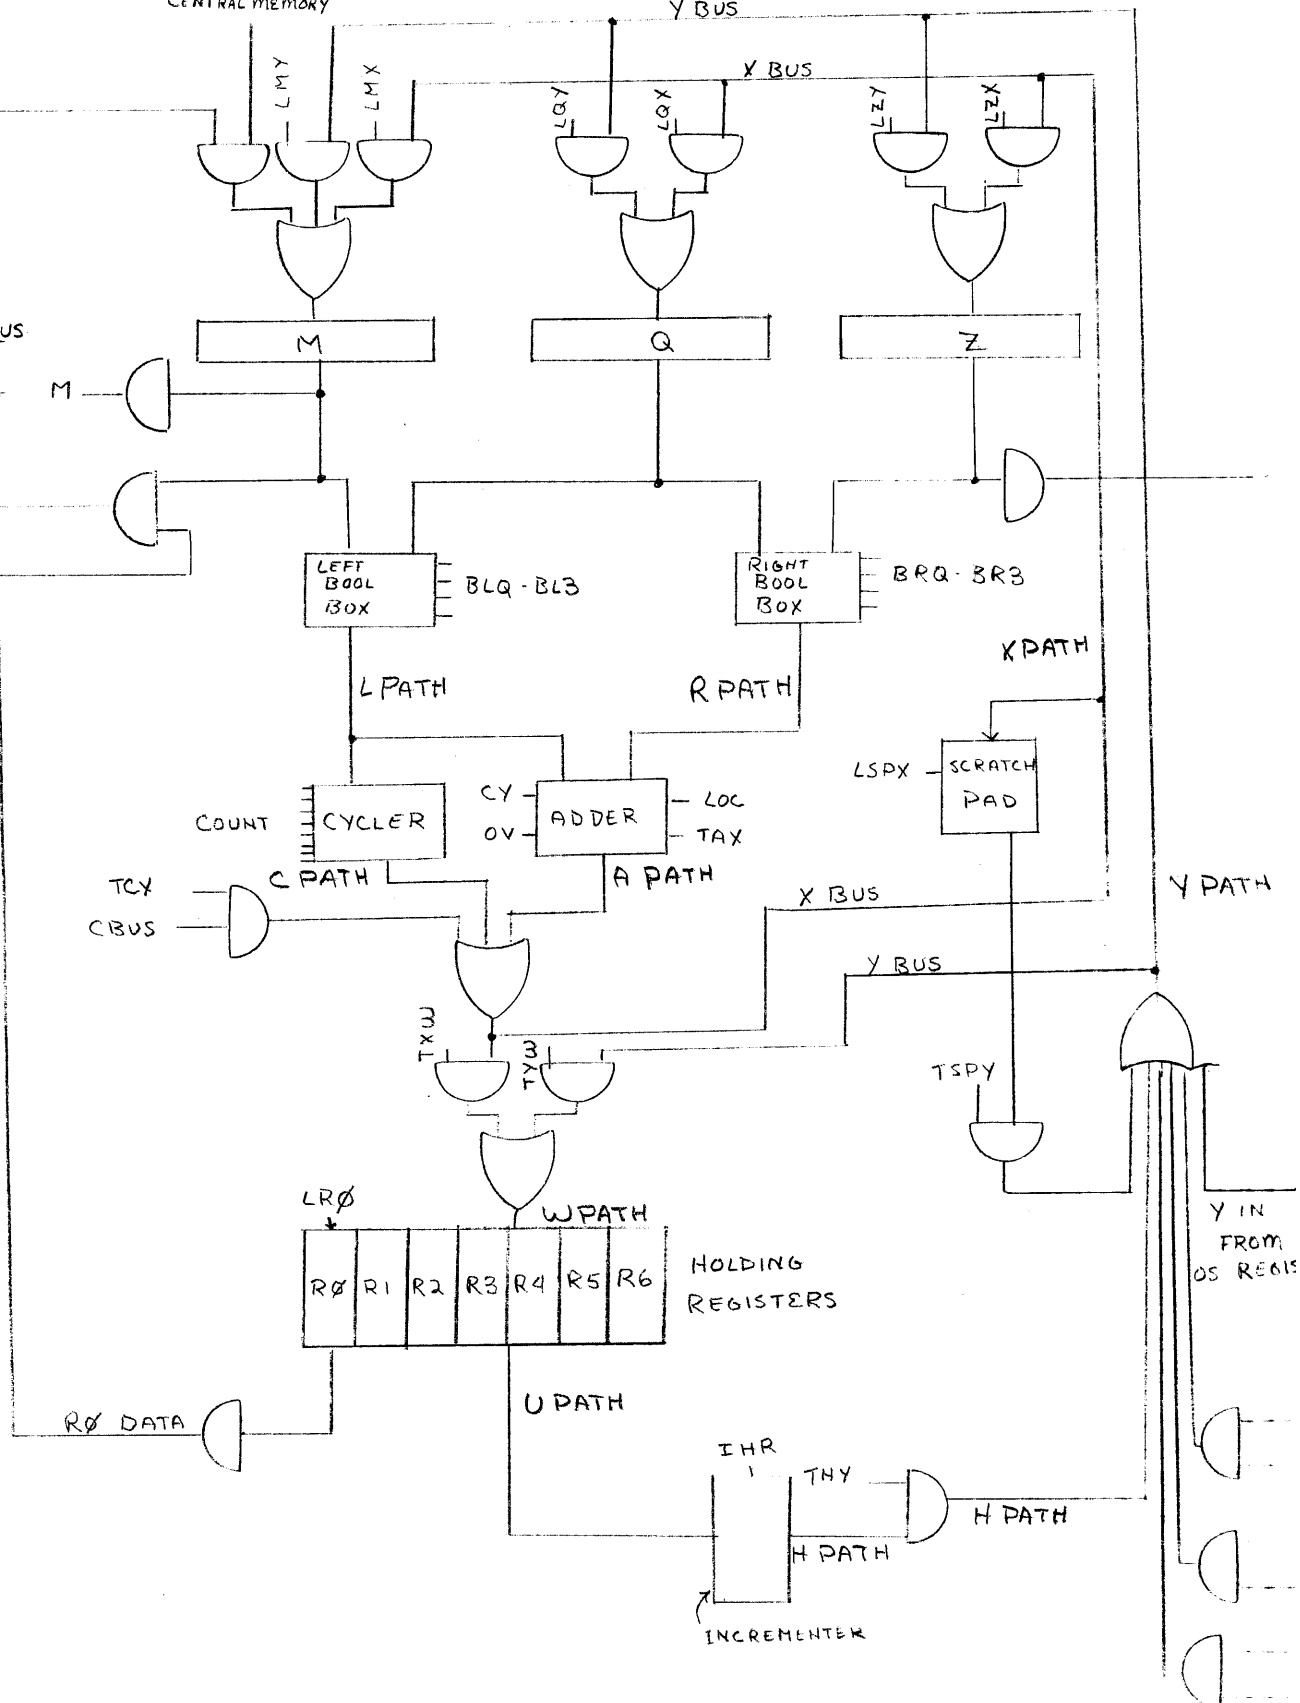 CENTRAL MEMORY
Y BUS
X BUS
LMY
LMX
LQY
LQX
LZY
LZX
US
M
Q
Z
M
LEFT
BOOL
BOX
BLQ - BL3
RIGHT
BOOL
BOX
BRQ - BR3
X PATH
L PATH
R PATH
LSPX
SCRATCH
PAD
COUNT
CYCLER
CY
OV
ADDER
LOC
TAX
TCX
CBUS
C PATH
A PATH
X BUS
Y PATH
Y BUS
TXW
TYW
TSPY
LRØ
W PATH
RØ R1 R2 R3 R4 R5 R6
HOLDING
REGISTERS
Y IN
FROM
OS REGIS
U PATH
RØ DATA
IHR
THY
H PATH
H PATH
INCREMENTER